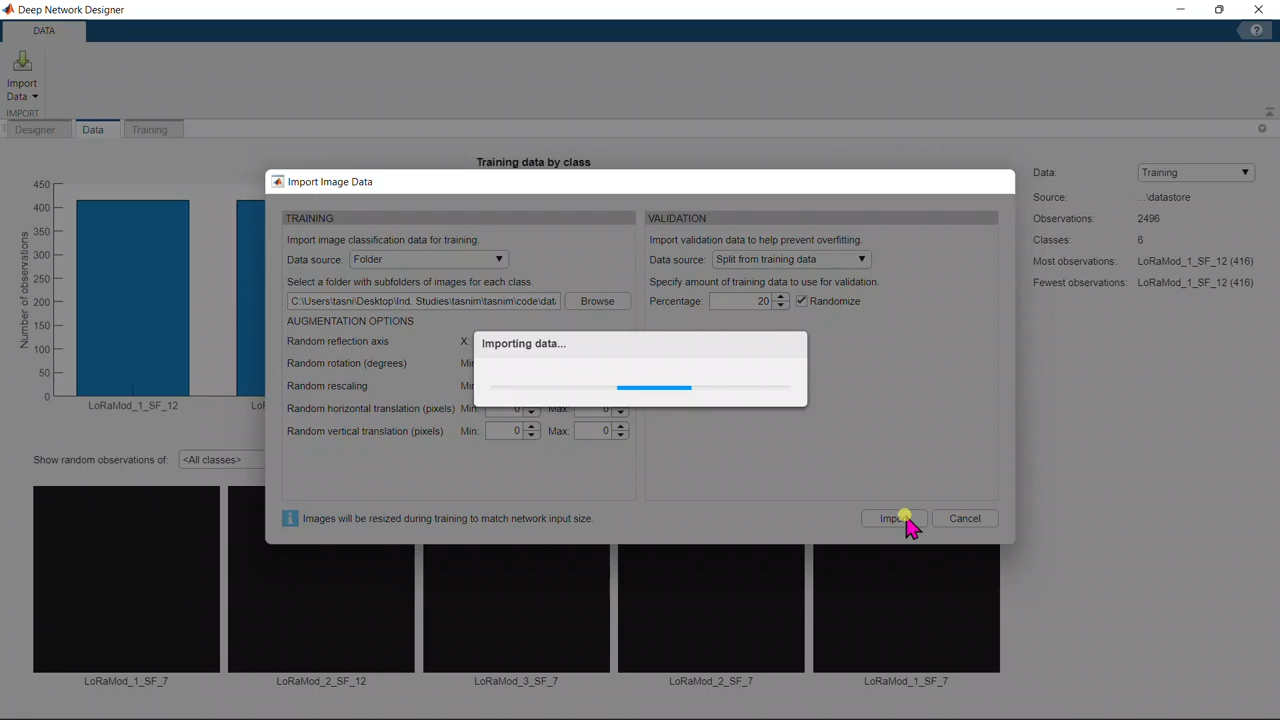 Deep Network Designer
DATA
Import
Data
IMPORT
Designer Data Training
Training data by class
Import Image Data
TRAINING
Import image classification data for training.
Data source: Folder
Select a folder with subfolders of images for each class.
C:\Users\tasni\Desktop\Ind. Studies\tasnim\tasnim\code\dat Browse
AUGMENTATION OPTIONS
Random reflection axis X:
Random rotation (degrees)
Random rescaling
Random horizontal translation (pixels) Min: 0 Max: 0
Random vertical translation (pixels) Min: 0 Max: 0
VALIDATION
Import validation data to help prevent overfitting.
Data source: Split from training data
Specify amount of training data to use for validation.
Percentage: 20 Randomize
Importing data...
Images will be resized during training to match network input size.
Import Cancel
Number of observations
450
400
350
300
250
200
150
100
50
0
LoRaMod_1_SF_12
Show random observations of: <All classes>
LoRaMod_1_SF_7 LoRaMod_2_SF_12 LoRaMod_3_SF_7 LoRaMod_2_SF_7 LoRaMod_1_SF_7
Data: Training
Source: ...\datastore
Observations: 2496
Classes: 6
Most observations: LoRaMod_1_SF_12 (416)
Fewest observations: LoRaMod_1_SF_12 (416)